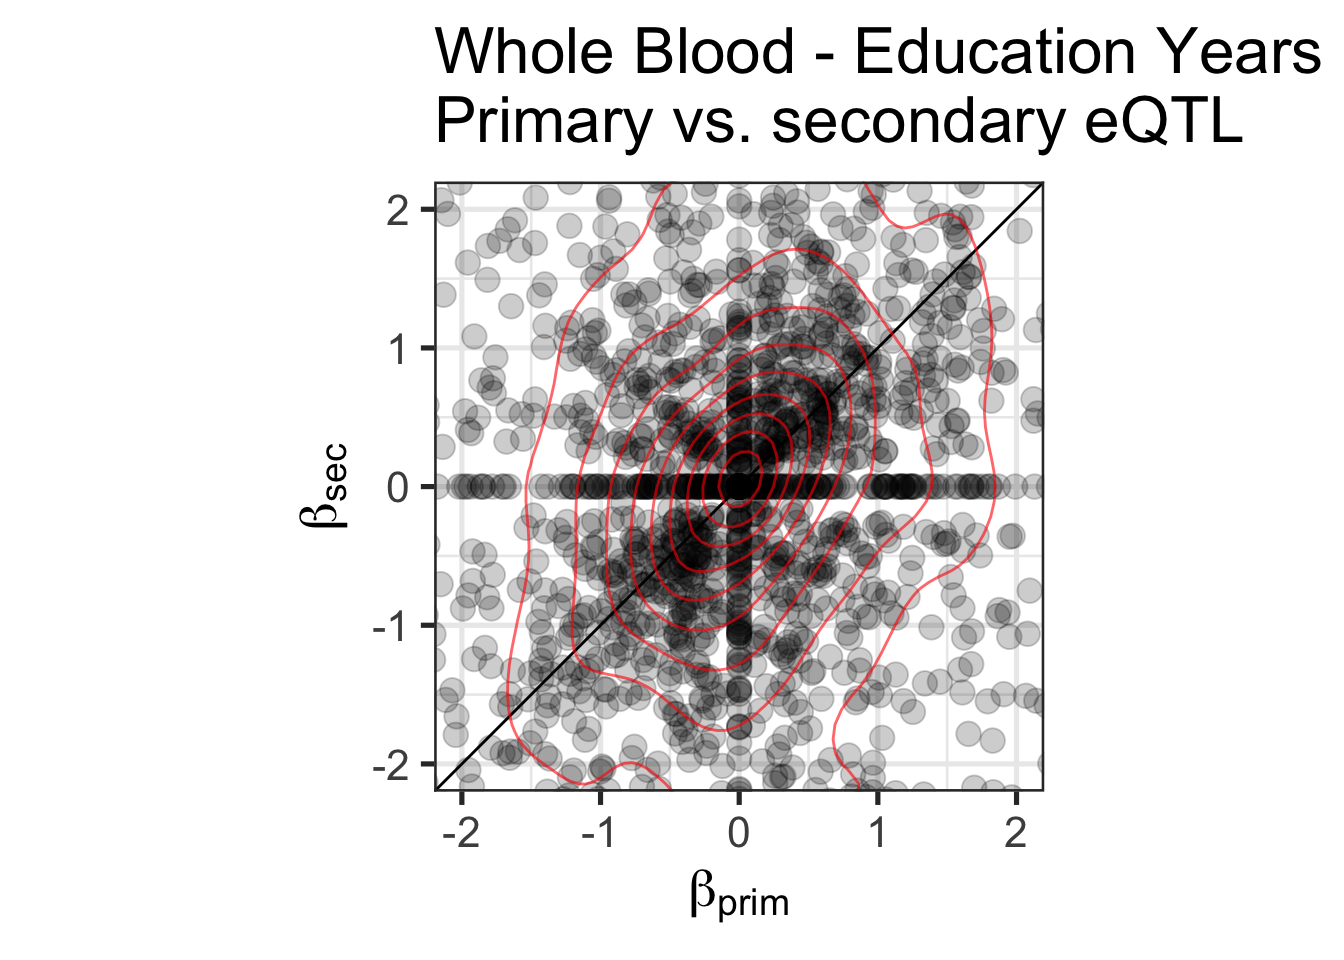 Whole Blood - Education Years
Primary vs. secondary eQTL
2
1
0
-1
-2
βsec
-2 -1 0 1 2
βprim